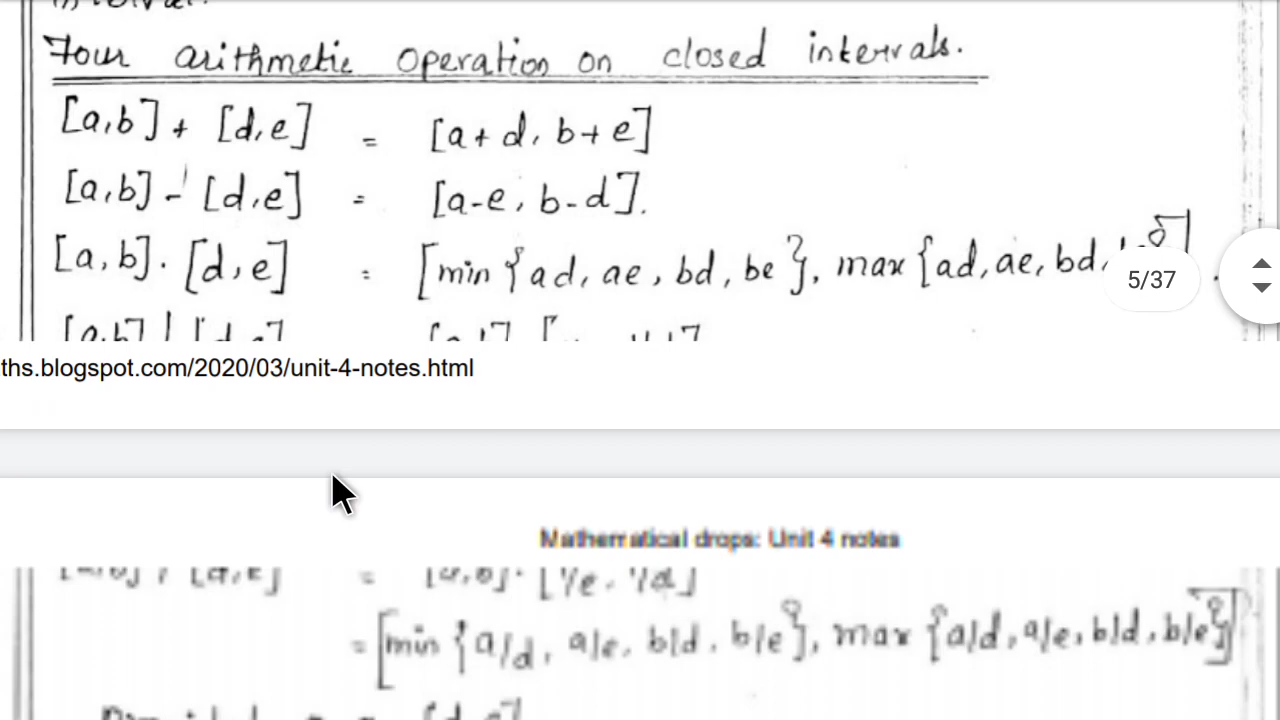 Four arithmetic operation on closed intervals.
[a,b] + [d,e] = [a+d, b+e]
[a,b] - [d,e] = [a-e, b-d].
[a,b] . [d,e] = [min {ad, ae, bd, be}, max {ad, ae, bd,
5/37
ths.blogspot.com/2020/03/unit-4-notes.html
Mathematical drops: Unit 4 notes
= [a,b] . [1/e, 1/d]
= [min {a/d, a/e, b/d, b/e}, max {a/d, a/e, b/d, b/e}]